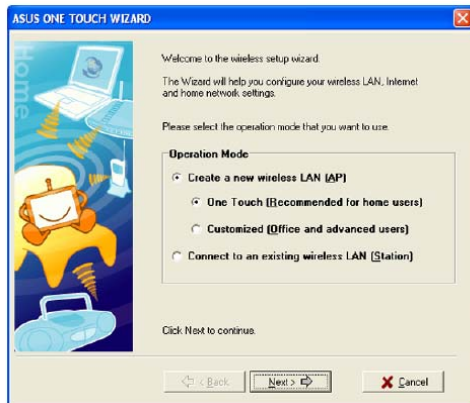 ASUS ONE TOUCH WIZARD
Home
Welcome to the wireless setup wizard.
The Wizard will help you configure your wireless LAN, Internet
and home network settings.
Please select the operation mode that you want to use.
Operation Mode
Create a new wireless LAN (AP)
One Touch (Recommended for home users)
Customized (Office and advanced users)
Connect to an existing wireless LAN (Station)
Click Next to continue.
< Back
Next >
Cancel